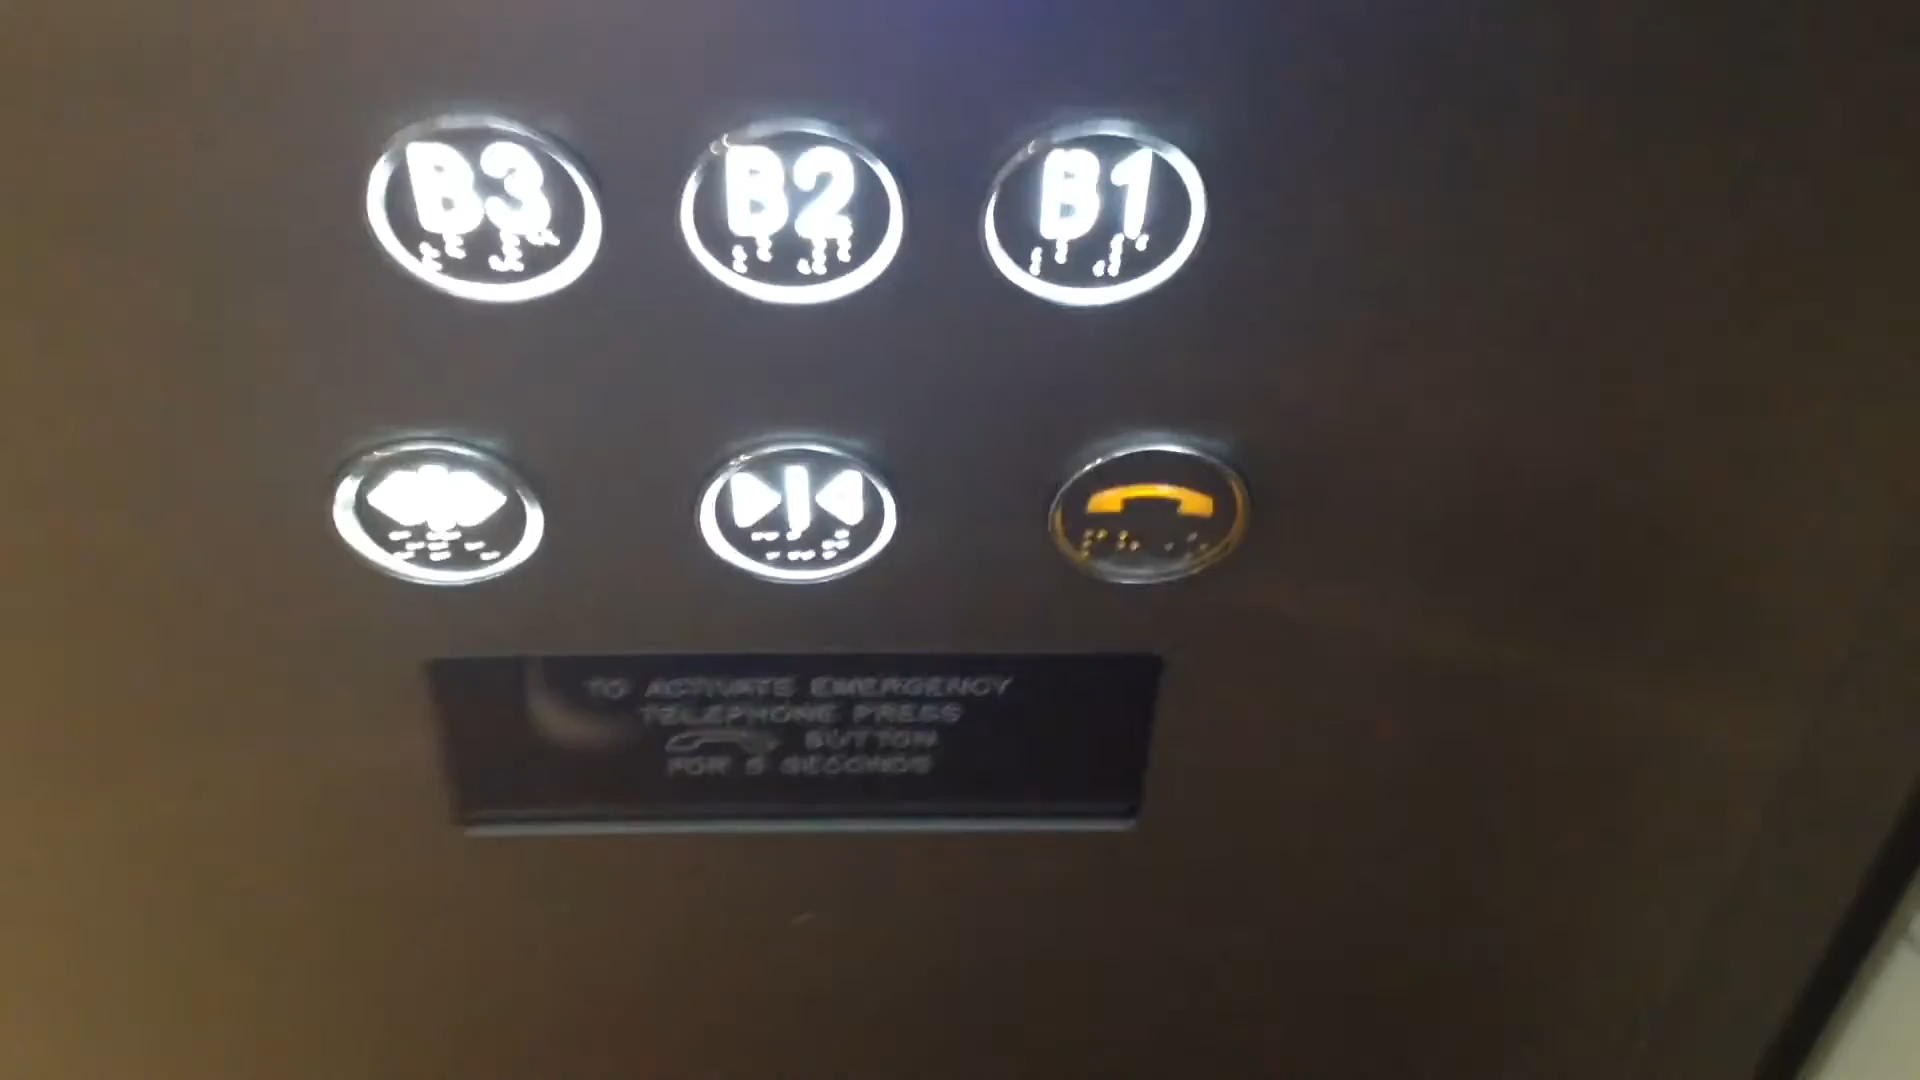 B3 B2 B1
TO ACTIVATE EMERGENCY
TELEPHONE PRESS
BUTTON
FOR 5 SECONDS